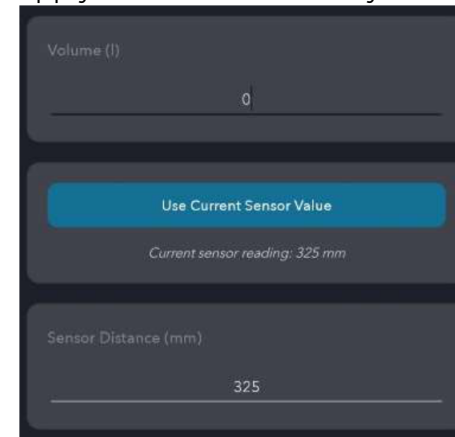 Volume (l)
0
Use Current Sensor Value
Current sensor reading: 325 mm
Sensor Distance (mm)
325